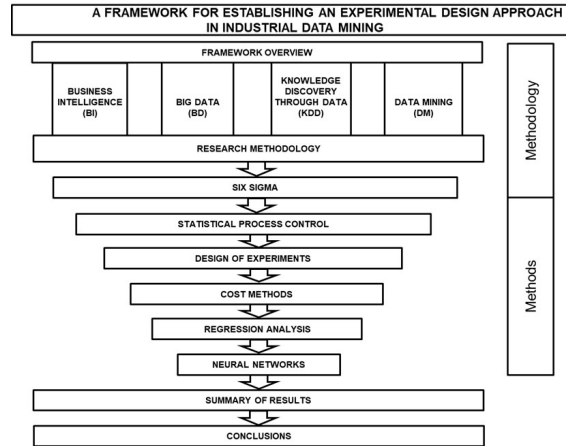 A FRAMEWORK FOR ESTABLISHING AN EXPERIMENTAL DESIGN APPROACH
IN INDUSTRIAL DATA MINING
FRAMEWORK OVERVIEW
BUSINESS
INTELLIGENCE
(BI)
BIG DATA
(BD)
KNOWLEDGE
DISCOVERY
THROUGH DATA
(KDD)
DATA MINING
(DM)
RESEARCH METHODOLOGY
SIX SIGMA
STATISTICAL PROCESS CONTROL
DESIGN OF EXPERIMENTS
COST METHODS
REGRESSION ANALYSIS
NEURAL NETWORKS
SUMMARY OF RESULTS
CONCLUSIONS
Methodology
Methods